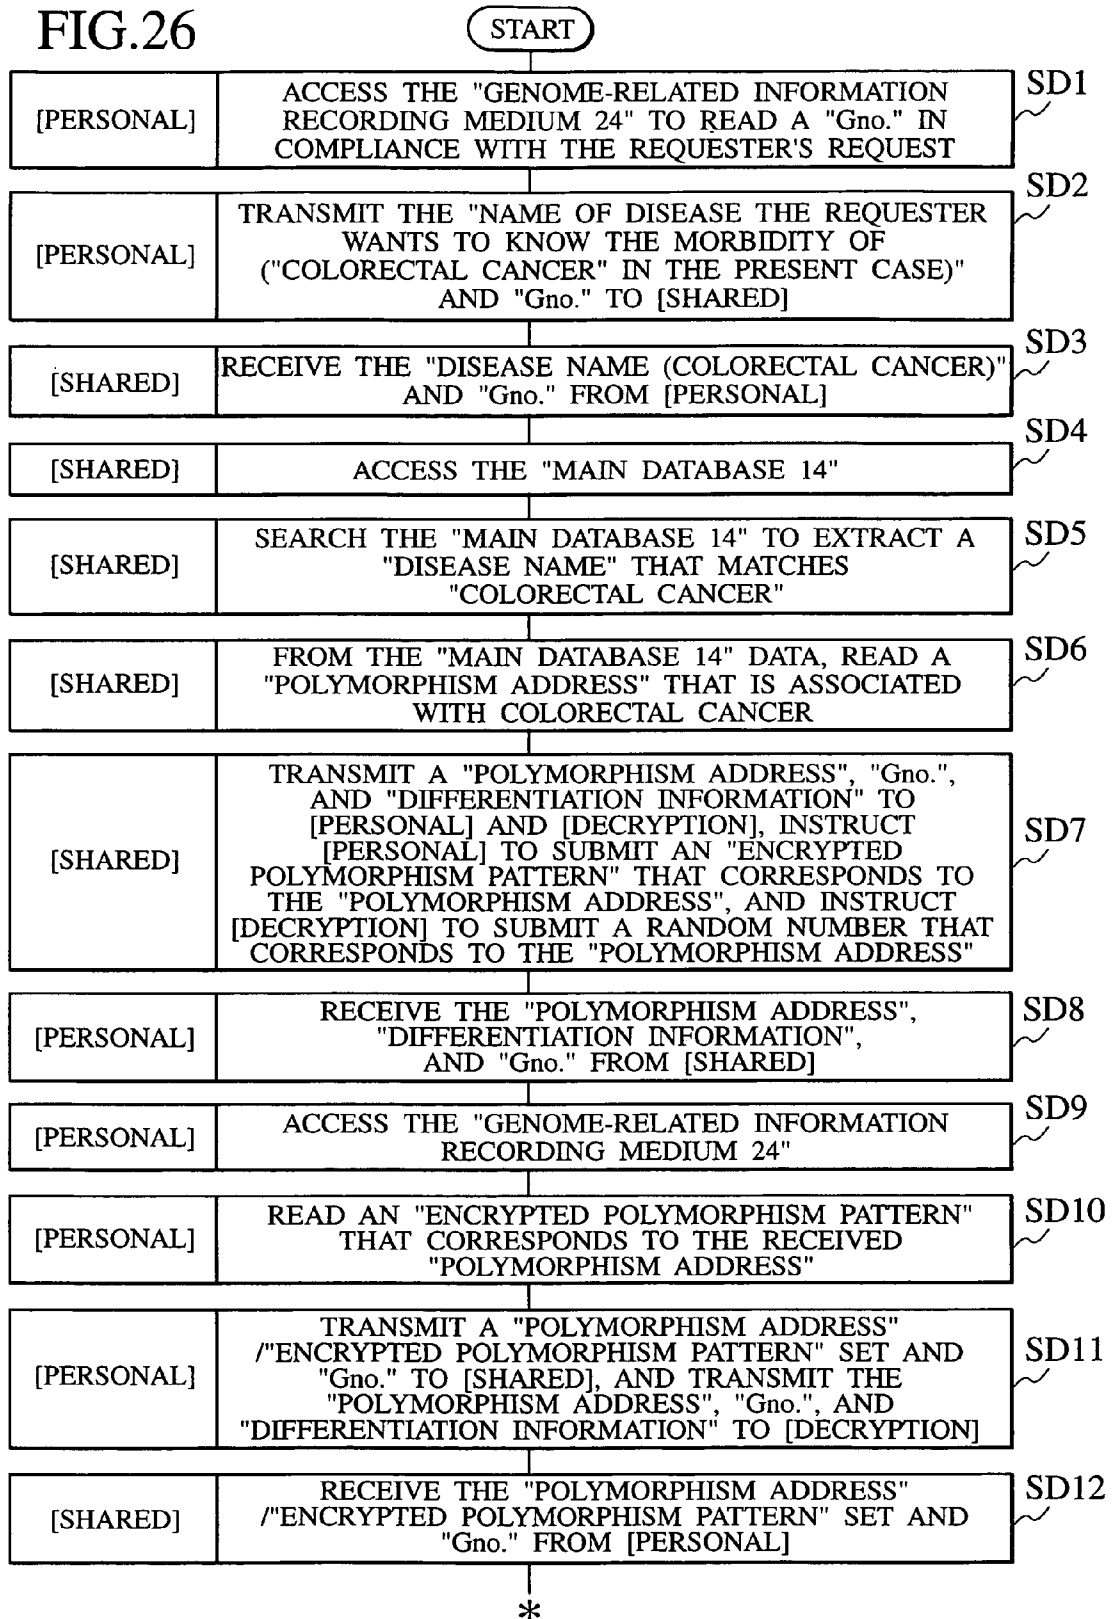 FIG.26
START
SD1
[PERSONAL]
ACCESS THE "GENOME-RELATED INFORMATION
RECORDING MEDIUM 24" TO READ A "Gno." IN
COMPLIANCE WITH THE REQUESTER'S REQUEST
SD2
[PERSONAL]
TRANSMIT THE "NAME OF DISEASE THE REQUESTER
WANTS TO KNOW THE MORBIDITY OF
("COLORECTAL CANCER" IN THE PRESENT CASE)"
AND "Gno." TO [SHARED]
SD3
[SHARED]
RECEIVE THE "DISEASE NAME (COLORECTAL CANCER)"
AND "Gno." FROM [PERSONAL]
SD4
[SHARED]
ACCESS THE "MAIN DATABASE 14"
SD5
[SHARED]
SEARCH THE "MAIN DATABASE 14" TO EXTRACT A
"DISEASE NAME" THAT MATCHES
"COLORECTAL CANCER"
SD6
[SHARED]
FROM THE "MAIN DATABASE 14" DATA, READ A
"POLYMORPHISM ADDRESS" THAT IS ASSOCIATED
WITH COLORECTAL CANCER
SD7
[SHARED]
TRANSMIT A "POLYMORPHISM ADDRESS", "Gno.",
AND "DIFFERENTIATION INFORMATION" TO
[PERSONAL] AND [DECRYPTION], INSTRUCT
[PERSONAL] TO SUBMIT AN "ENCRYPTED
POLYMORPHISM PATTERN" THAT CORRESPONDS TO
THE "POLYMORPHISM ADDRESS", AND INSTRUCT
[DECRYPTION] TO SUBMIT A RANDOM NUMBER THAT
CORRESPONDS TO THE "POLYMORPHISM ADDRESS"
SD8
[PERSONAL]
RECEIVE THE "POLYMORPHISM ADDRESS",
"DIFFERENTIATION INFORMATION",
AND "Gno." FROM [SHARED]
SD9
[PERSONAL]
ACCESS THE "GENOME-RELATED INFORMATION
RECORDING MEDIUM 24"
SD10
[PERSONAL]
READ AN "ENCRYPTED POLYMORPHISM PATTERN"
THAT CORRESPONDS TO THE RECEIVED
"POLYMORPHISM ADDRESS"
SD11
[PERSONAL]
TRANSMIT A "POLYMORPHISM ADDRESS"
/"ENCRYPTED POLYMORPHISM PATTERN" SET AND
"Gno." TO [SHARED], AND TRANSMIT THE
"POLYMORPHISM ADDRESS", "Gno.", AND
"DIFFERENTIATION INFORMATION" TO [DECRYPTION]
SD12
[SHARED]
RECEIVE THE "POLYMORPHISM ADDRESS"
/"ENCRYPTED POLYMORPHISM PATTERN" SET AND
"Gno." FROM [PERSONAL]
*